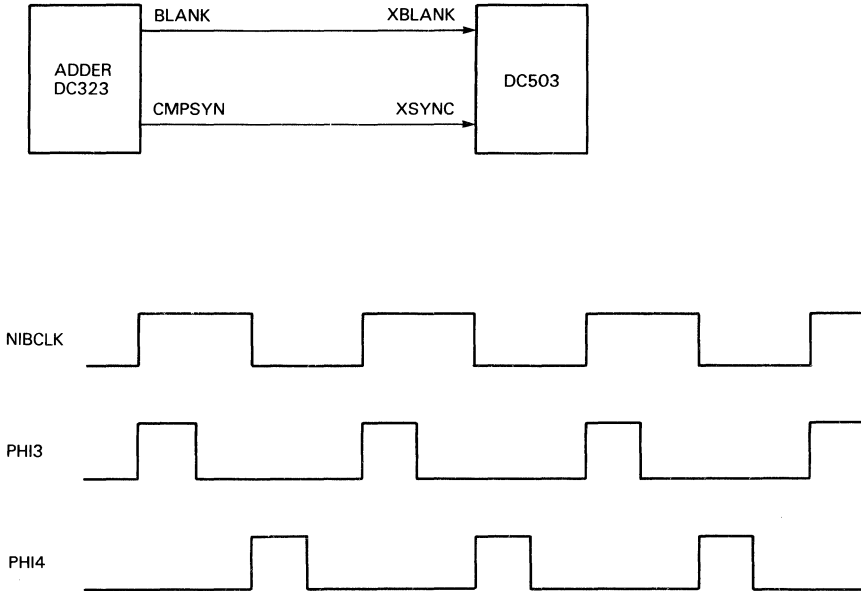 BLANK
XBLANK
ADDER
DC323
DC503
CMPSYN
XSYNC
NIBCLK
PHI3
PHI4